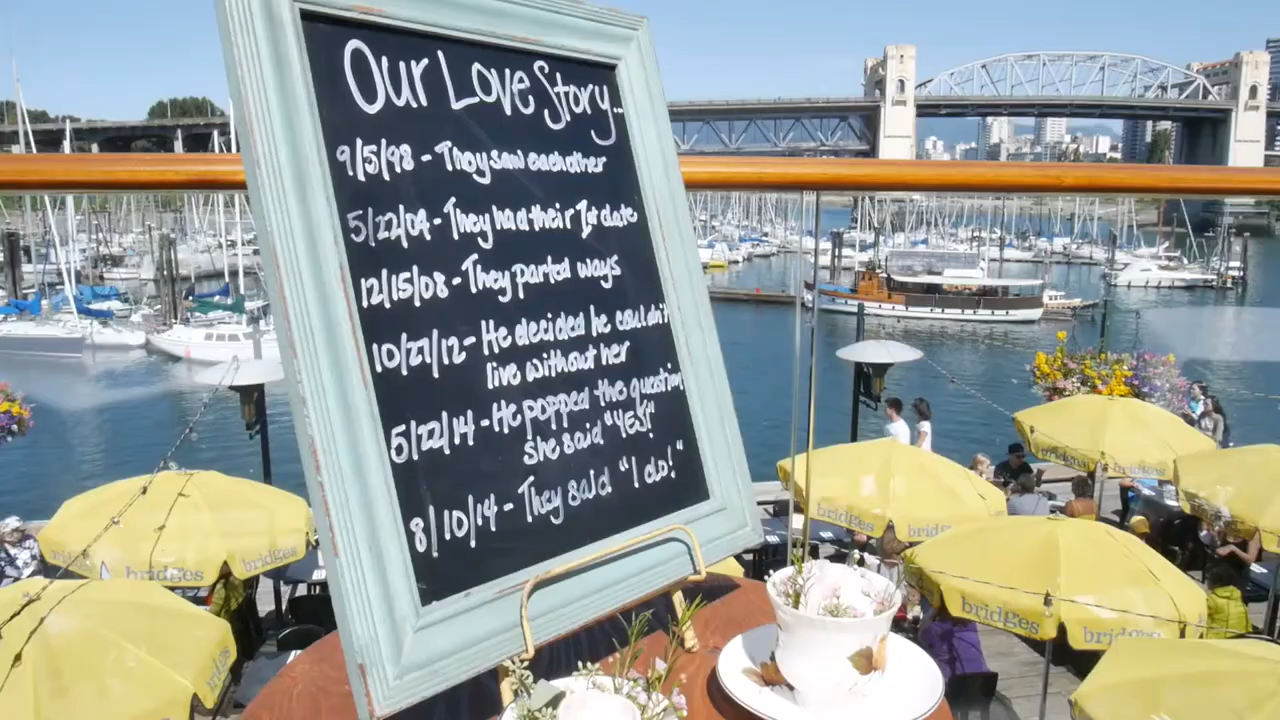 Our Love Story...
9/5/98 - They saw eachother
5/22/04 - They had their 1st date
12/15/08 - They parted ways
10/27/12 - He decided he couldn't
live without her
5/22/14 - He popped the question
she said "YES!"
8/10/14 - They said "I do!"
bridges
bridges
bridges
bridges
bridges
bridges
bridges
bridges
bridges
bridges